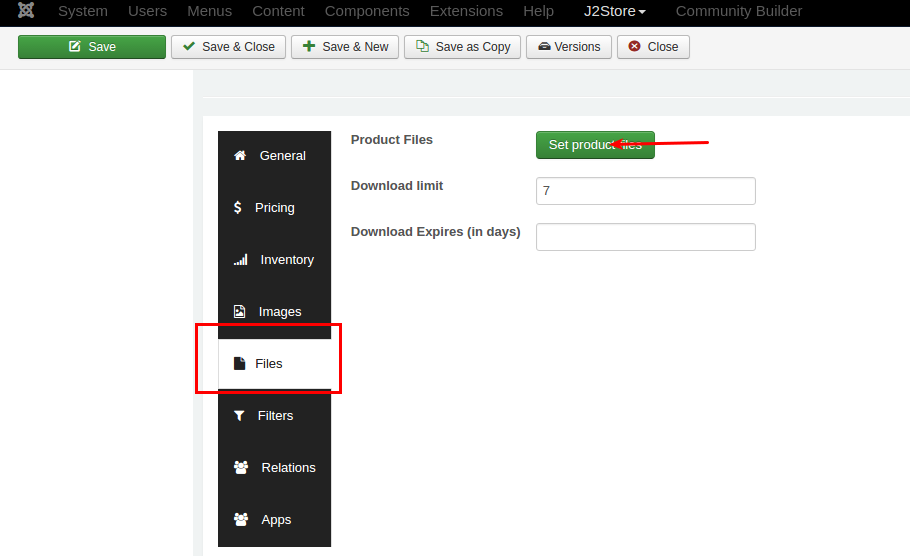 System Users Menus Content Components Extensions Help J2Store Community Builder
Save Save & Close Save & New Save as Copy Versions Close
General
Pricing
Inventory
Images
Files
Filters
Relations
Apps
Product Files Set product files
Download limit 7
Download Expires (in days)